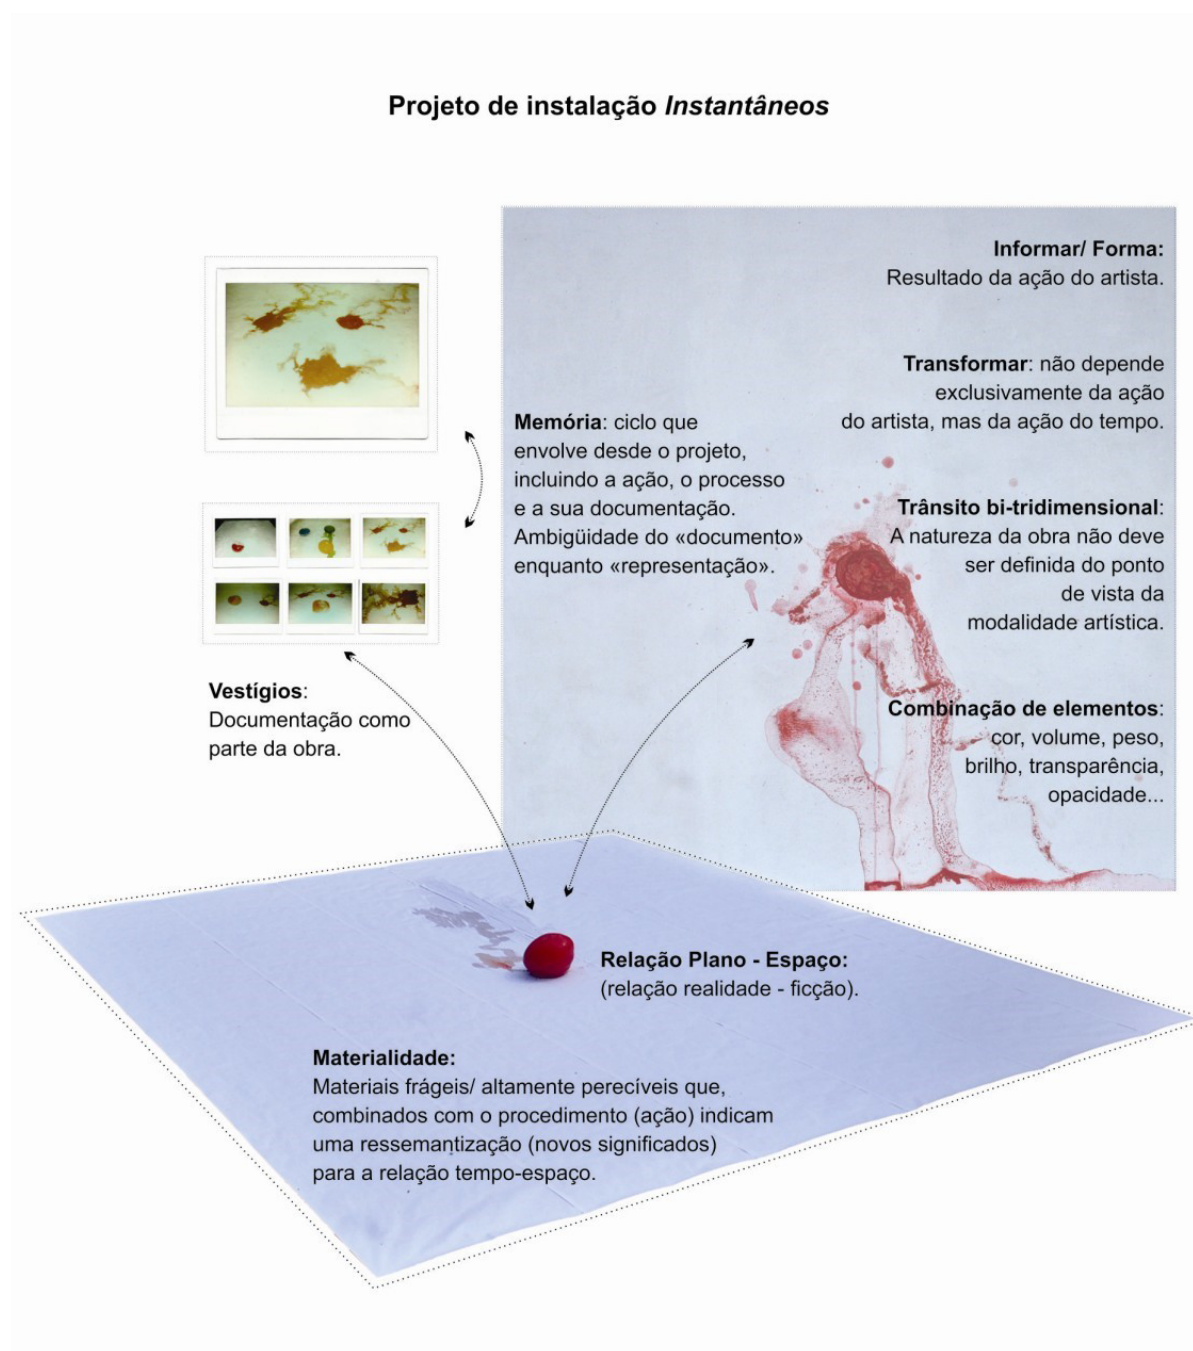 Projeto de instalação Instantâneos
Informar/ Forma:
Resultado da ação do artista.
Transformar: não depende
exclusivamente da ação
do artista, mas da ação do tempo.
Memória: ciclo que
envolve desde o projeto,
incluindo a ação, o processo
e a sua documentação.
Ambigüidade do «documento»
enquanto «representação».
Trânsito bi-tridimensional:
A natureza da obra não deve
ser definida do ponto
de vista da
modalidade artística.
Vestígios:
Documentação como
parte da obra.
Combinação de elementos:
cor, volume, peso,
brilho, transparência,
opacidade...
Relação Plano - Espaço:
(relação realidade - ficção).
Materialidade:
Materiais frágeis/ altamente perecíveis que,
combinados com o procedimento (ação) indicam
uma ressemantização (novos significados)
para a relação tempo-espaço.